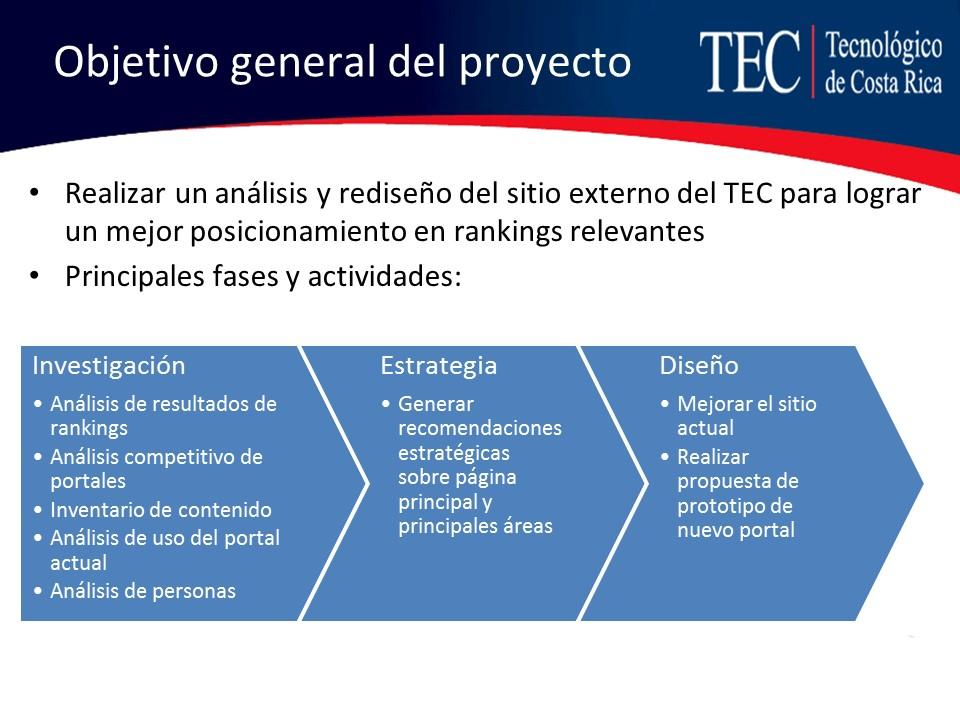 Objetivo general del proyecto
TEC
Tecnológico
de Costa Rica
• Realizar un análisis y rediseño del sitio externo del TEC para lograr
un mejor posicionamiento en rankings relevantes
• Principales fases y actividades:
Investigación
• Análisis de resultados de
rankings
• Análisis competitivo de
portales
• Inventario de contenido
• Análisis de uso del portal
actual
• Análisis de personas
Estrategia
• Generar
recomendaciones
estratégicas
sobre página
principal y
principales áreas
Diseño
• Mejorar el sitio
actual
• Realizar
propuesta de
prototipo de
nuevo portal